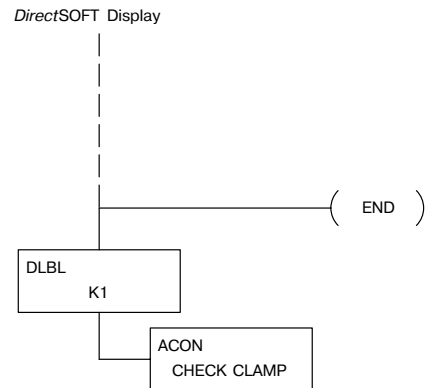 DirectSOFT Display
( END )
DLBL
K1
ACON
CHECK CLAMP